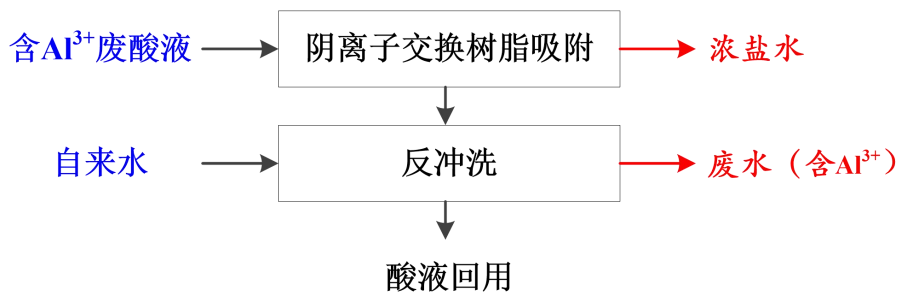 含Al³⁺废酸液
阴离子交换树脂吸附
浓盐水
自来水
反冲洗
废水（含Al³⁺）
酸液回用